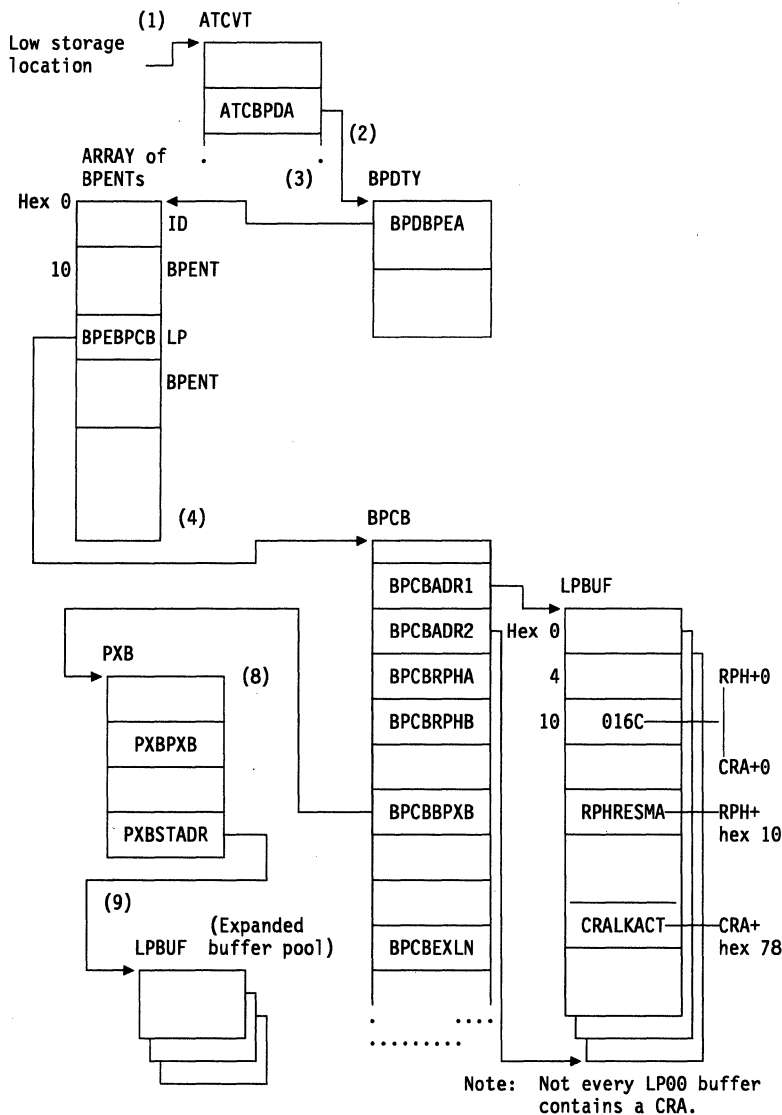 (1) ATCVT
Low storage
location
ATCBPDA
(2)
ARRAY of
BPENTs
(3) BPDTY
Hex 0
ID
BPDBPEA
10 BPENT
BPEBPCB LP
BPENT
(4)
BPCB
BPCBADR1 LPBUF
BPCBADR2 Hex 0
PXB (8)
BPCBRPHA 4 RPH+0
BPCBRPHB 10 016C
PXBPXB
CRA+0
BPCBBPXB RPHRESMA RPH+
hex 10
PXBSTADR
(9)
CRALKACT CRA+
hex 78
LPBUF (Expanded
buffer pool)
BPCBEXLN
Note: Not every LP00 buffer
contains a CRA.